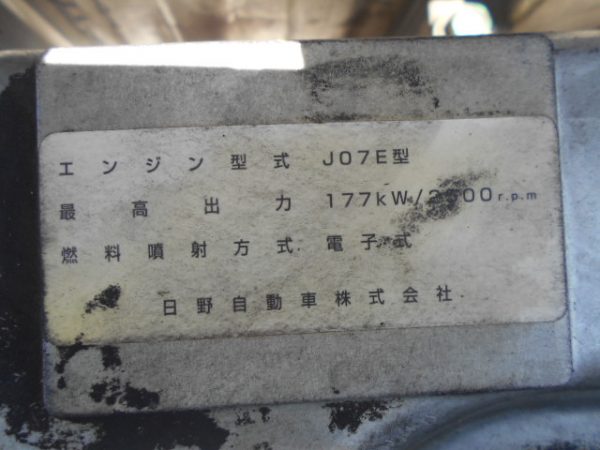 エンジン型式 J07E型
最高出力 177kW/2500r.p.m
燃料噴射方式 電子式
日野自動車株式会社